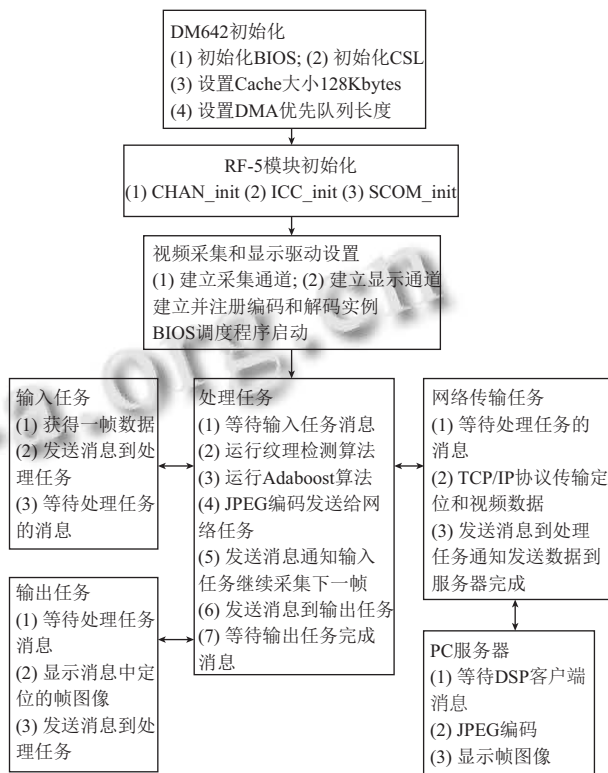 DM642初始化
(1) 初始化BIOS; (2) 初始化CSL
(3) 设置Cache大小128Kbytes
(4) 设置DMA优先队列长度
RF-5模块初始化
(1) CHAN_init (2) ICC_init (3) SCOM_init
视频采集和显示驱动设置
(1) 建立采集通道; (2) 建立显示通道
建立并注册编码和解码实例
BIOS调度程序启动
输入任务
(1) 获得一帧数据
(2) 发送消息到处
理任务
(3) 等待处理任务
的消息
处理任务
(1) 等待输入任务消息
(2) 运行纹理检测算法
(3) 运行Adaboost算法
(4) JPEG编码发送给网
络任务
(5) 发送消息通知输入
任务继续采集下一帧
(6) 发送消息到输出任务
(7) 等待输出任务完成
消息
网络传输任务
(1) 等待处理任务的
消息
(2) TCP/IP协议传输定
位和视频数据
(3) 发送消息到处理
任务通知发送数据到
服务器完成
输出任务
(1) 等待处理任务
消息
(2) 显示消息中定
位的帧图像
(3) 发送消息到处
理任务
PC服务器
(1) 等待DSP客户端
消息
(2) JPEG编码
(3) 显示帧图像
a.org.cn